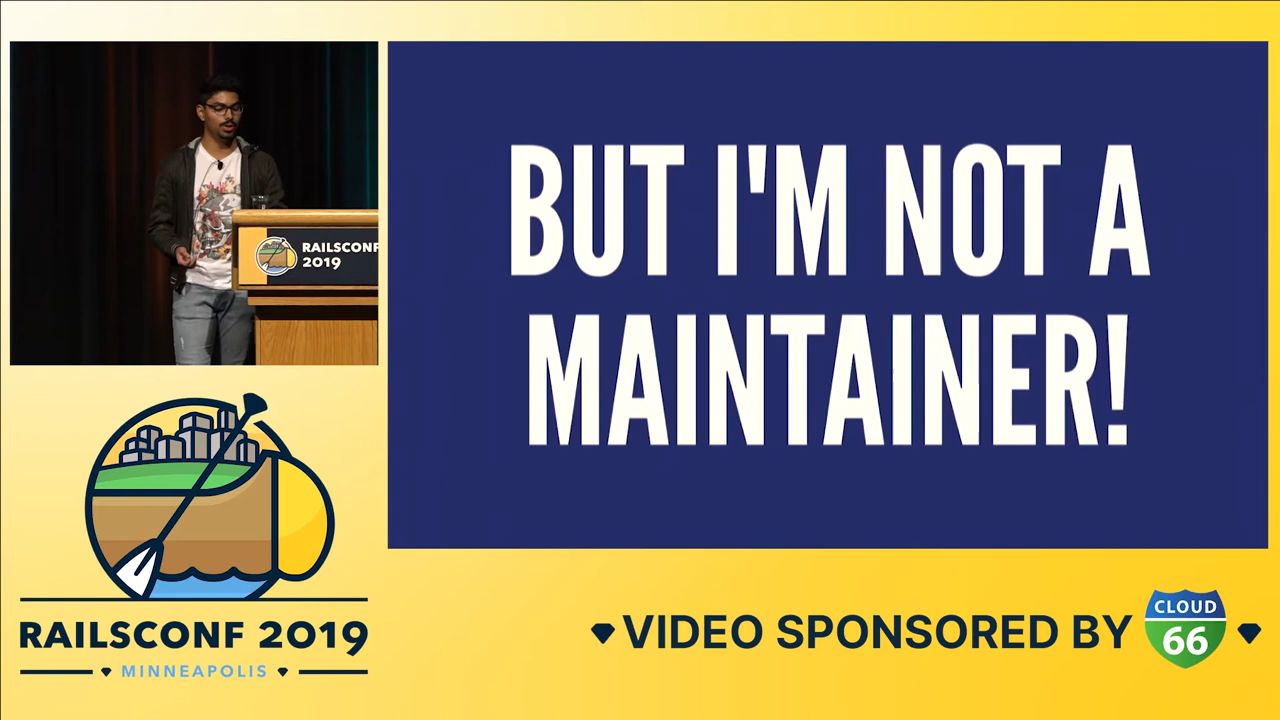 BUT I'M NOT A
MAINTAINER!
RAILSCONF
2019
RAILSCONF 2019
MINNEAPOLIS
VIDEO SPONSORED BY
CLOUD
66